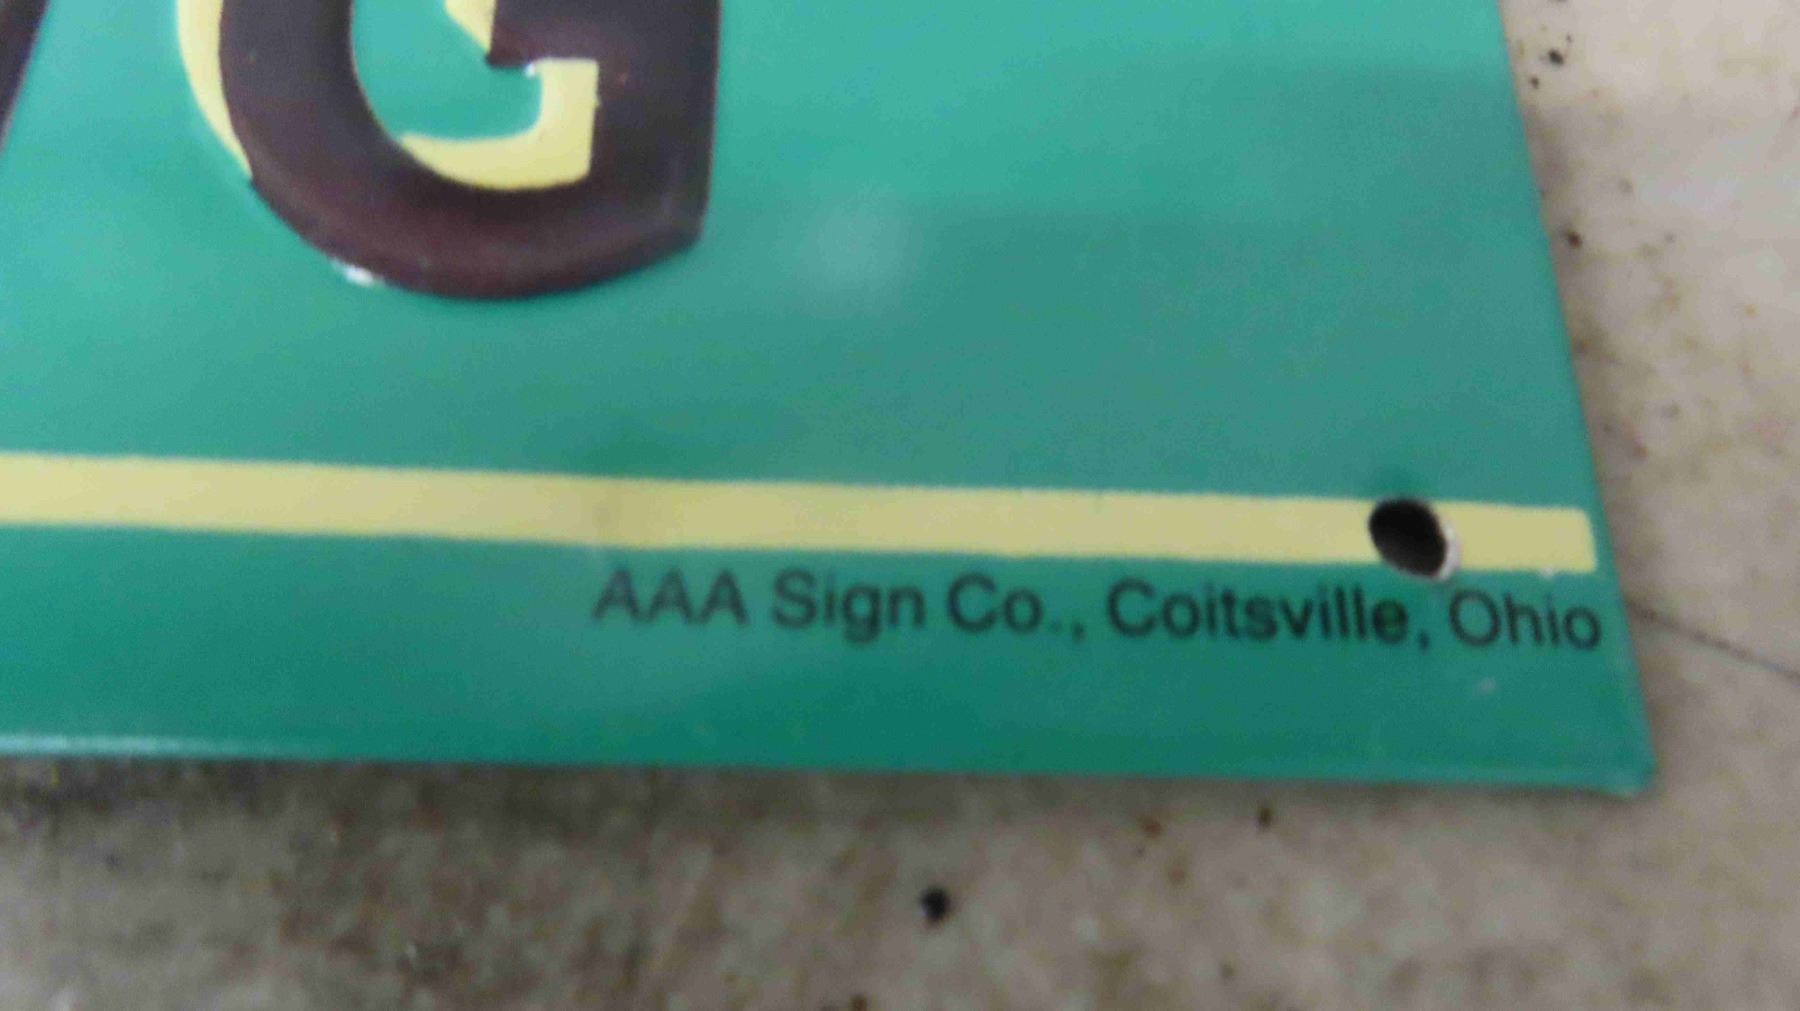 G
AAA Sign Co., Coitsville, Ohio